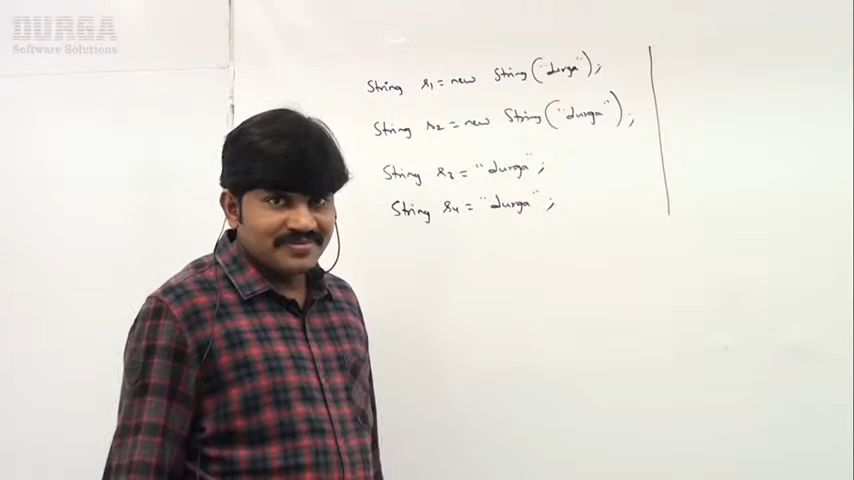 DURGA
Software Solutions
String s1 = new String("durga");
String s2 = new String("durga");
String s3 = "durga";
String s4 = "durga";